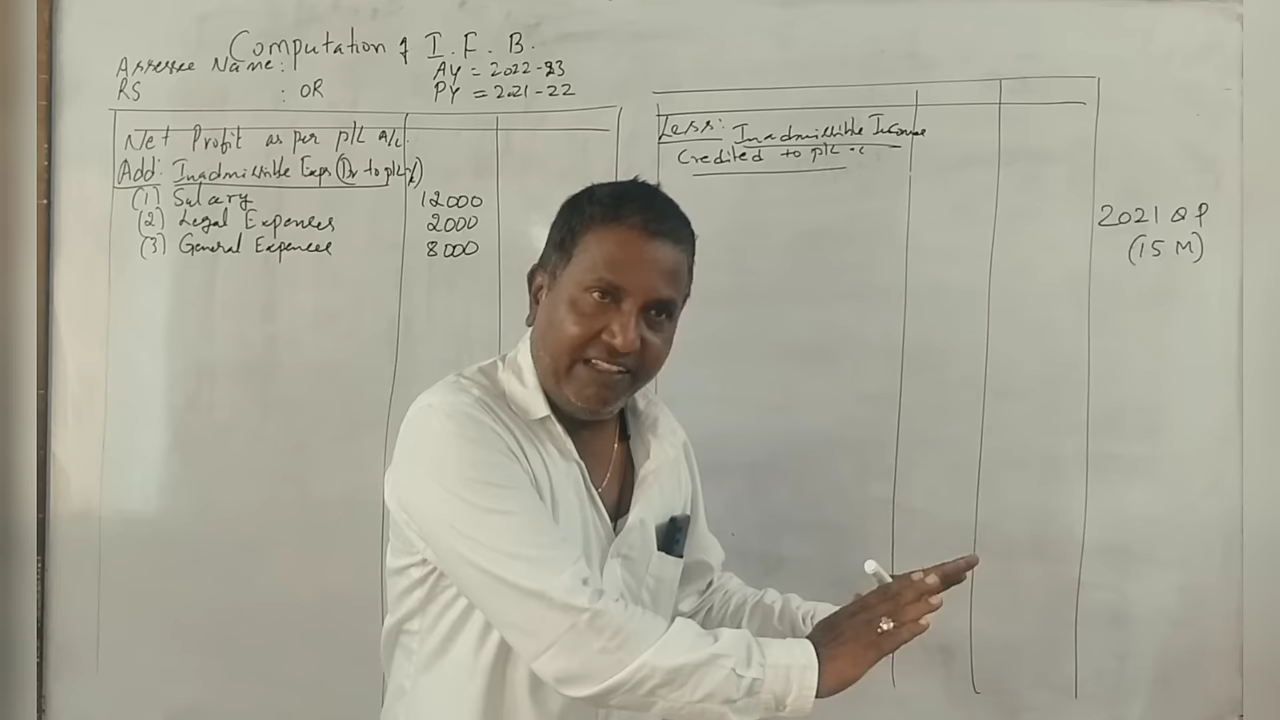 Computation of I. F. B.
Assessee Name:
AY = 2022-23
RS : OR
PY = 2021-22
Net Profit as per P/L A/c.
Add: Inadmissible Exps (Dr to P/L
(1) Salary 12000
(2) Legal Expences 2000
(3) General Expences 8000
Less: Inadmissible Income
Credited to P/L
2021 QP
(15 M)